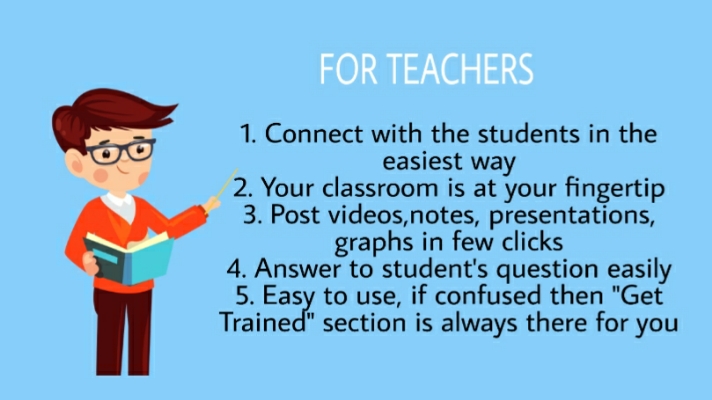 FOR TEACHERS
1. Connect with the students in the
easiest way
2. Your classroom is at your fingertip
3. Post videos,notes, presentations,
graphs in few clicks
4. Answer to student's question easily
5. Easy to use, if confused then "Get
Trained" section is always there for you